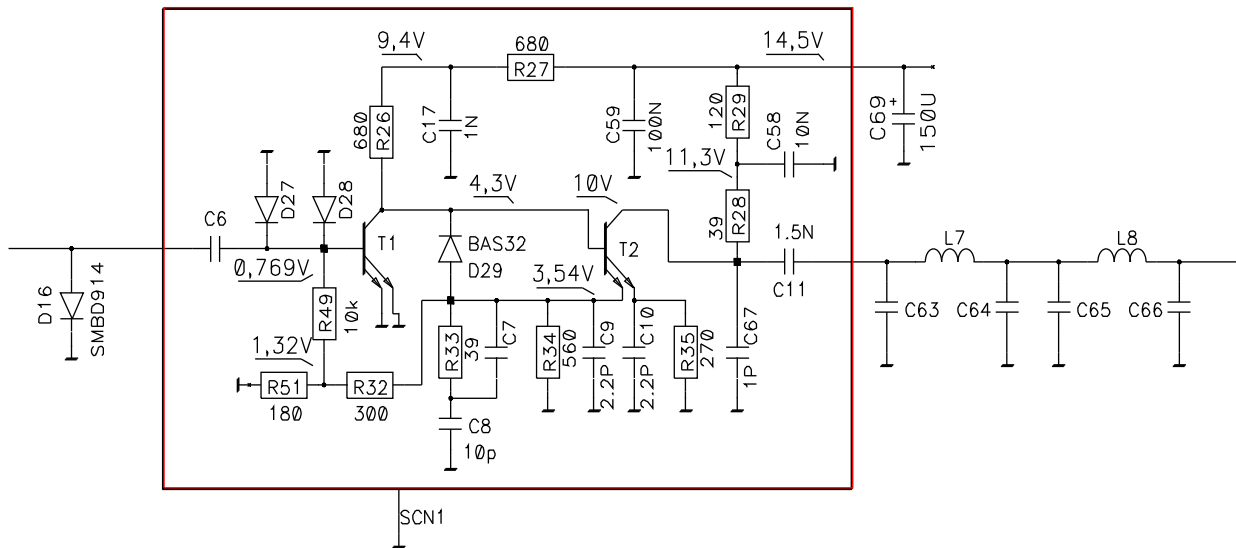 9,4V
680
R27
14,5V
680
R26
C17
1N
C59
100N
120
R29
C58
10N
C69
+
150U
11,3V
4,3V
10V
D27
D28
C6
T1
BAS32
D29
T2
39
R28
1.5N
C11
L7
L8
0,769V
3,54V
D16
SMBD914
R49
10k
1,32V
R33
39
C7
R34
560
C9
2.2P
C10
2.2P
R35
270
C67
1P
C63
C64
C65
C66
R51
180
R32
300
C8
10p
SCN1